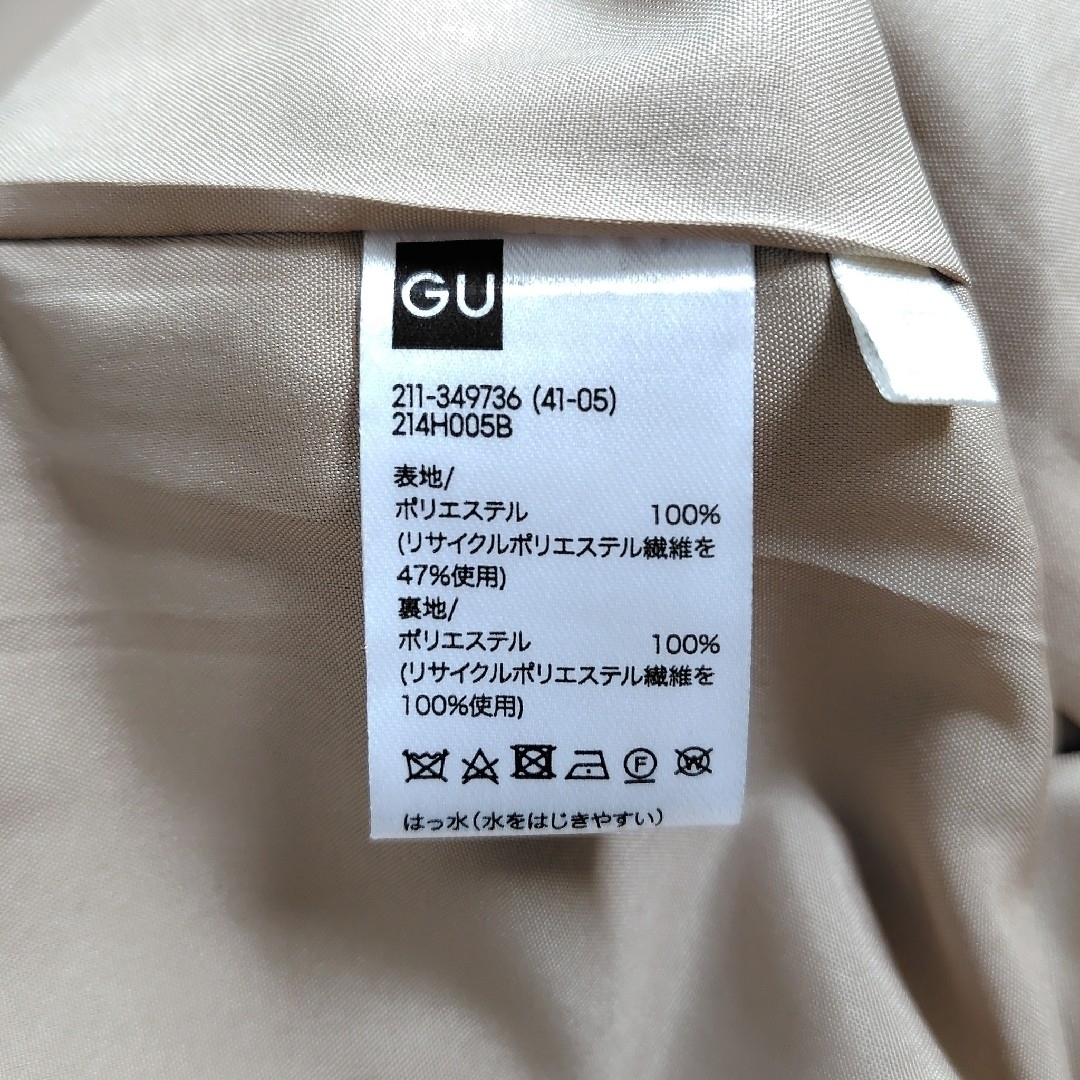 GU
211-349736 (41-05)
214H005B
表地/
ポリエステル 100%
(リサイクルポリエステル繊維を
47%使用)
裏地/
ポリエステル 100%
(リサイクルポリエステル繊維を
100%使用)
F W
はっ水(水をはじきやすい)